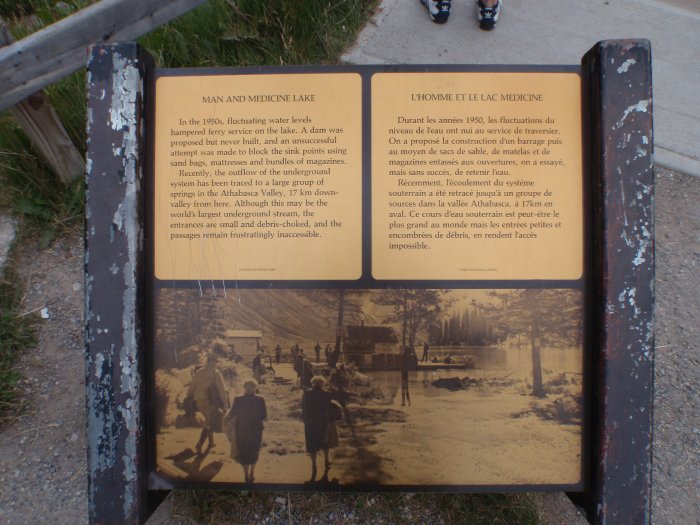 MAN AND MEDICINE LAKE
In the 1950s, fluctuating water levels
hampered ferry service on the lake. A dam was
proposed but never built, and an unsuccessful
attempt was made to block the sink points using
sand bags, mattresses and bundles of magazines.
Recently, the outflow of the underground
system has been traced to a large group of
springs in the Athabasca Valley, 17 km down-
valley from here. Although this may be the
world's largest underground stream, the
entrances are small and debris-choked, and the
passages remain frustratingly inaccessible.
L'HOMME ET LE LAC MEDICINE
Durant les années 1950, les fluctuations du
niveau de l'eau ont nui au service de traversier.
On a proposé la construction d'un barrage puis
au moyen de sacs de sable, de matelas et de
magazines entassés aux ouvertures, on a essayé,
mais sans succès, de retenir l'eau.
Récemment, l'écoulement du système
souterrain a été retracé jusqu'à un groupe de
sources dans la vallée Athabasca, à 17km en
aval. Ce cours d'eau souterrain est peut-être le
plus grand au monde mais les entrées petites et
encombrées de débris, en rendent l'accès
impossible.